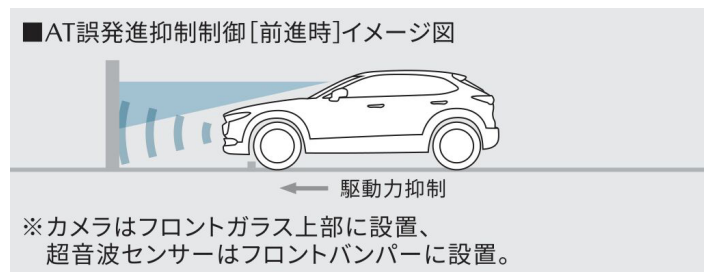 ■AT誤発進抑制制御[前進時]イメージ図
駆動力抑制
※カメラはフロントガラス上部に設置、
超音波センサーはフロントバンパーに設置。